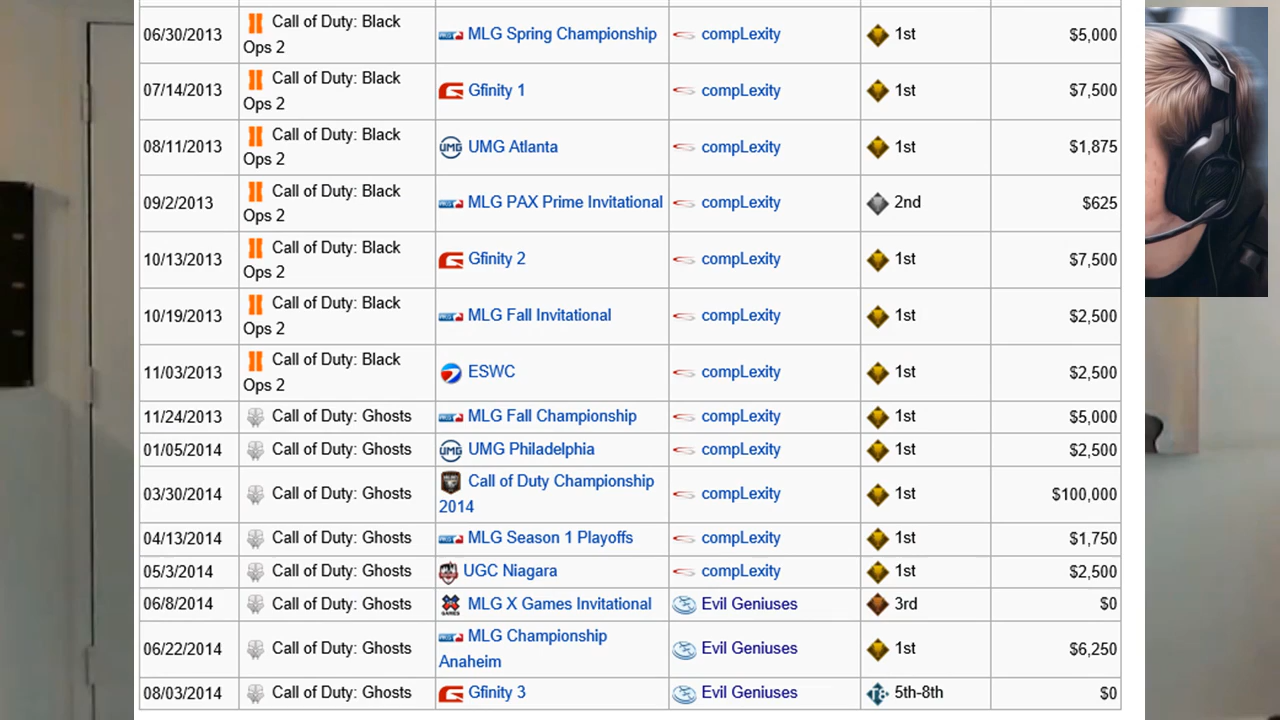 06/30/2013 Call of Duty: Black Ops 2 MLG Spring Championship compLexity 1st $5,000
07/14/2013 Call of Duty: Black Ops 2 Gfinity 1 compLexity 1st $7,500
08/11/2013 Call of Duty: Black Ops 2 UMG UMG Atlanta compLexity 1st $1,875
09/2/2013 Call of Duty: Black Ops 2 MLG PAX Prime Invitational compLexity 2nd $625
10/13/2013 Call of Duty: Black Ops 2 Gfinity 2 compLexity 1st $7,500
10/19/2013 Call of Duty: Black Ops 2 MLG Fall Invitational compLexity 1st $2,500
11/03/2013 Call of Duty: Black Ops 2 ESWC compLexity 1st $2,500
11/24/2013 Call of Duty: Ghosts MLG Fall Championship compLexity 1st $5,000
01/05/2014 Call of Duty: Ghosts UMG UMG Philadelphia compLexity 1st $2,500
03/30/2014 Call of Duty: Ghosts Call of Duty Championship 2014 compLexity 1st $100,000
04/13/2014 Call of Duty: Ghosts MLG Season 1 Playoffs compLexity 1st $1,750
05/3/2014 Call of Duty: Ghosts UGC Niagara compLexity 1st $2,500
06/8/2014 Call of Duty: Ghosts MLG X Games Invitational Evil Geniuses 3rd $0
06/22/2014 Call of Duty: Ghosts MLG Championship Anaheim Evil Geniuses 1st $6,250
08/03/2014 Call of Duty: Ghosts Gfinity 3 Evil Geniuses T8 5th-8th $0